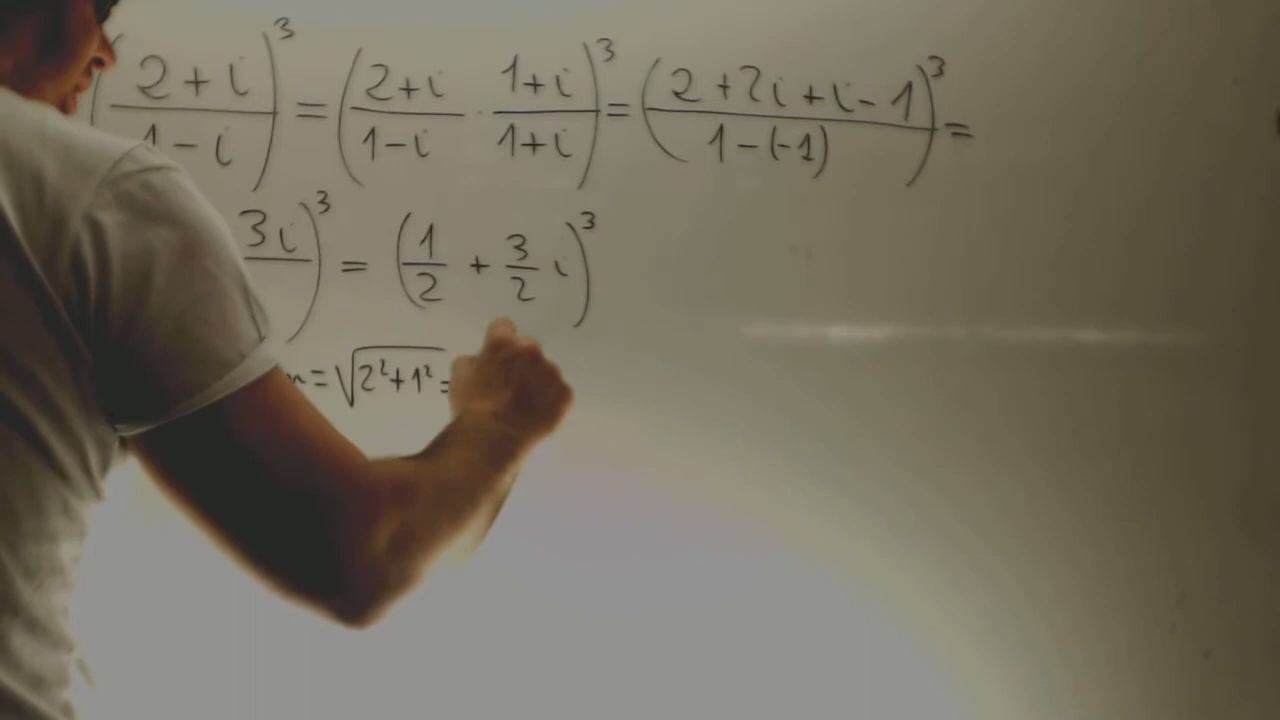 (2+i / 1-i)³ = (2+i / 1-i · 1+i / 1+i)³ = (2+2i+i-1 / 1-(-1))³ =
3i)³ = (1/2 + 3/2 i)³
= √2²+1² =